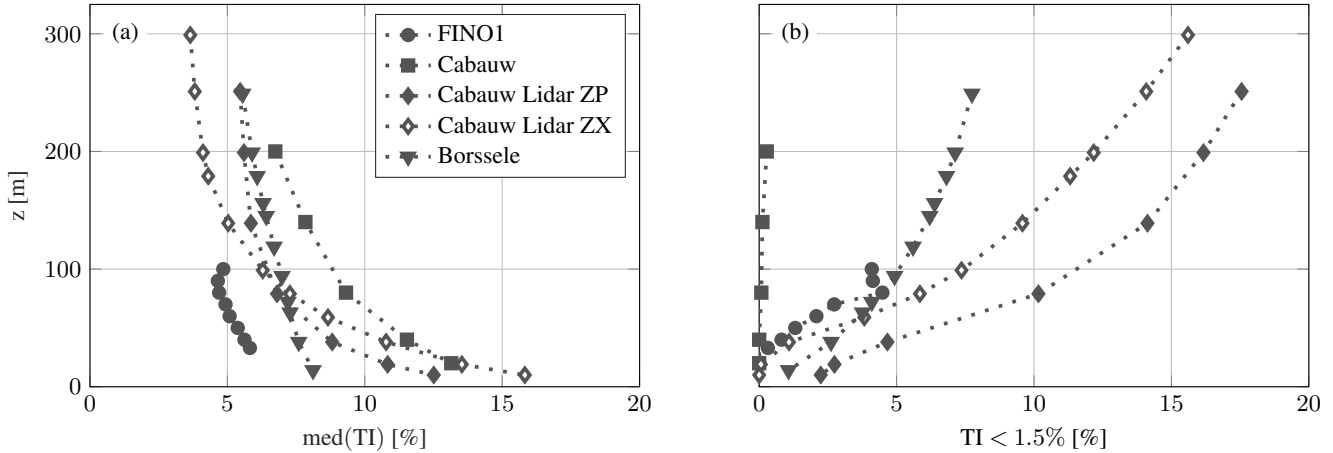 300
200
100
0
z [m]
(a)
FINO1
Cabauw
Cabauw Lidar ZP
Cabauw Lidar ZX
Borssele
0 5 10 15 20
med(TI) [%]
(b)
0 5 10 15 20
TI < 1.5% [%]